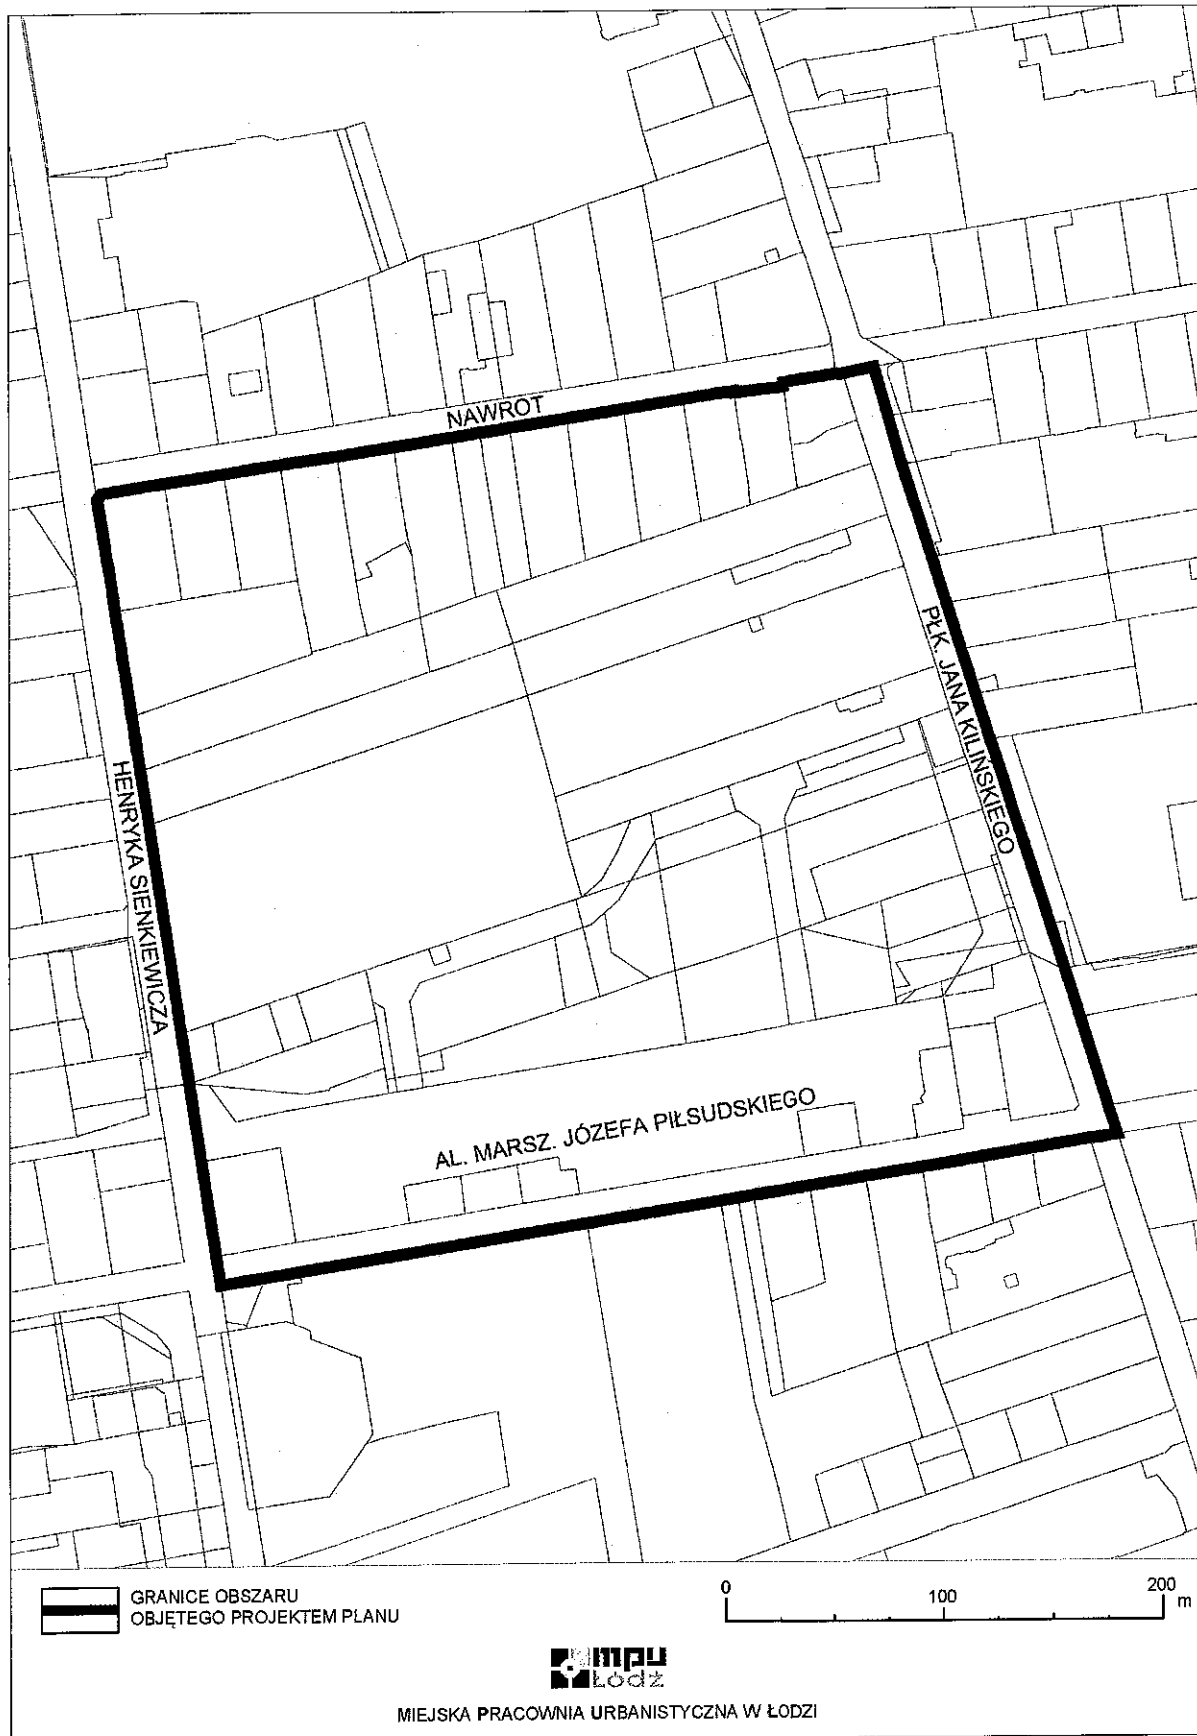 NAWROT
PŁK. JANA KILIŃSKIEGO
HENRYKA SIENKIEWICZA
AL. MARSZ. JÓZEFA PIŁSUDSKIEGO
GRANICE OBSZARU
OBJĘTEGO PROJEKTEM PLANU
0 100 200
m
mpu
Łódź
MIEJSKA PRACOWNIA URBANISTYCZNA W ŁODZI